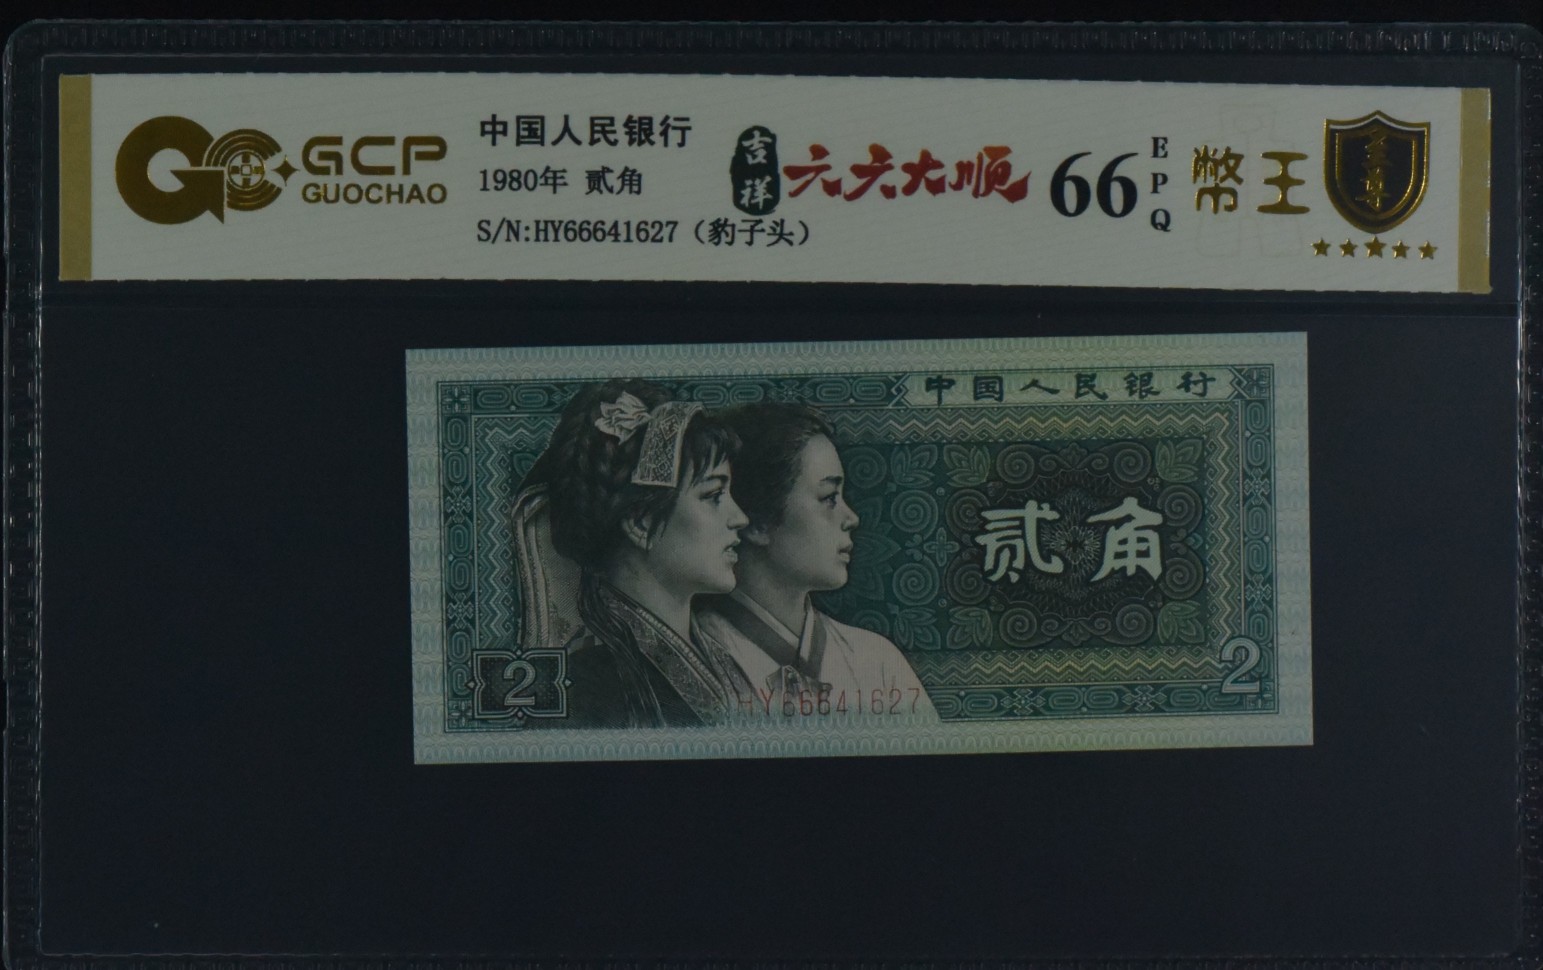 GCP
GUOCHAO
中国人民银行
1980年 贰角
S/N:HY66641627（豹子头）
吉祥
六六大顺
66
EPQ
幣王
至尊
中国人民银行
贰角
2
2
HY66641627